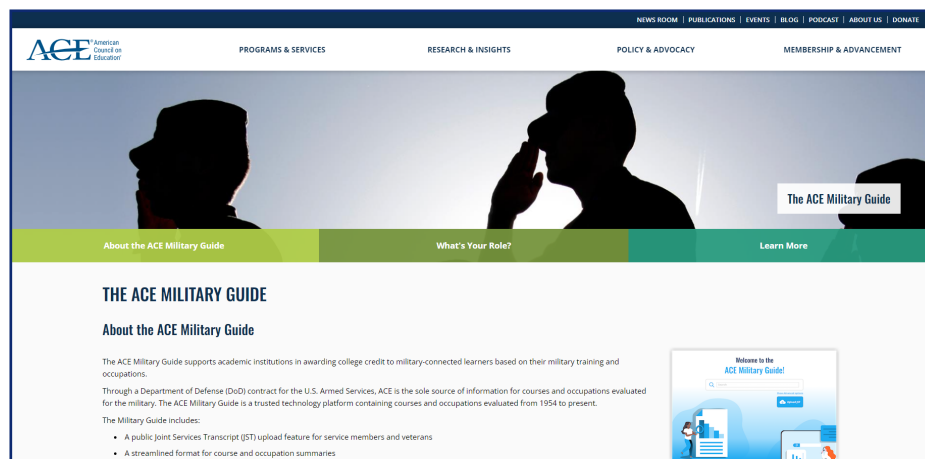 NEWS ROOM | PUBLICATIONS | EVENTS | BLOG | PODCAST | ABOUT US | DONATE
ACE® American
Council on
Education®
PROGRAMS & SERVICES
RESEARCH & INSIGHTS
POLICY & ADVOCACY
MEMBERSHIP & ADVANCEMENT
The ACE Military Guide
About the ACE Military Guide
What's Your Role?
Learn More
THE ACE MILITARY GUIDE
About the ACE Military Guide
The ACE Military Guide supports academic institutions in awarding college credit to military-connected learners based on their military training and
occupations.
Through a Department of Defense (DoD) contract for the U.S. Armed Services, ACE is the sole source of information for courses and occupations evaluated
for the military. The ACE Military Guide is a trusted technology platform containing courses and occupations evaluated from 1954 to present.
The Military Guide includes:
• A public Joint Services Transcript (JST) upload feature for service members and veterans
• A streamlined format for course and occupation summaries
Welcome to the
ACE Military Guide!